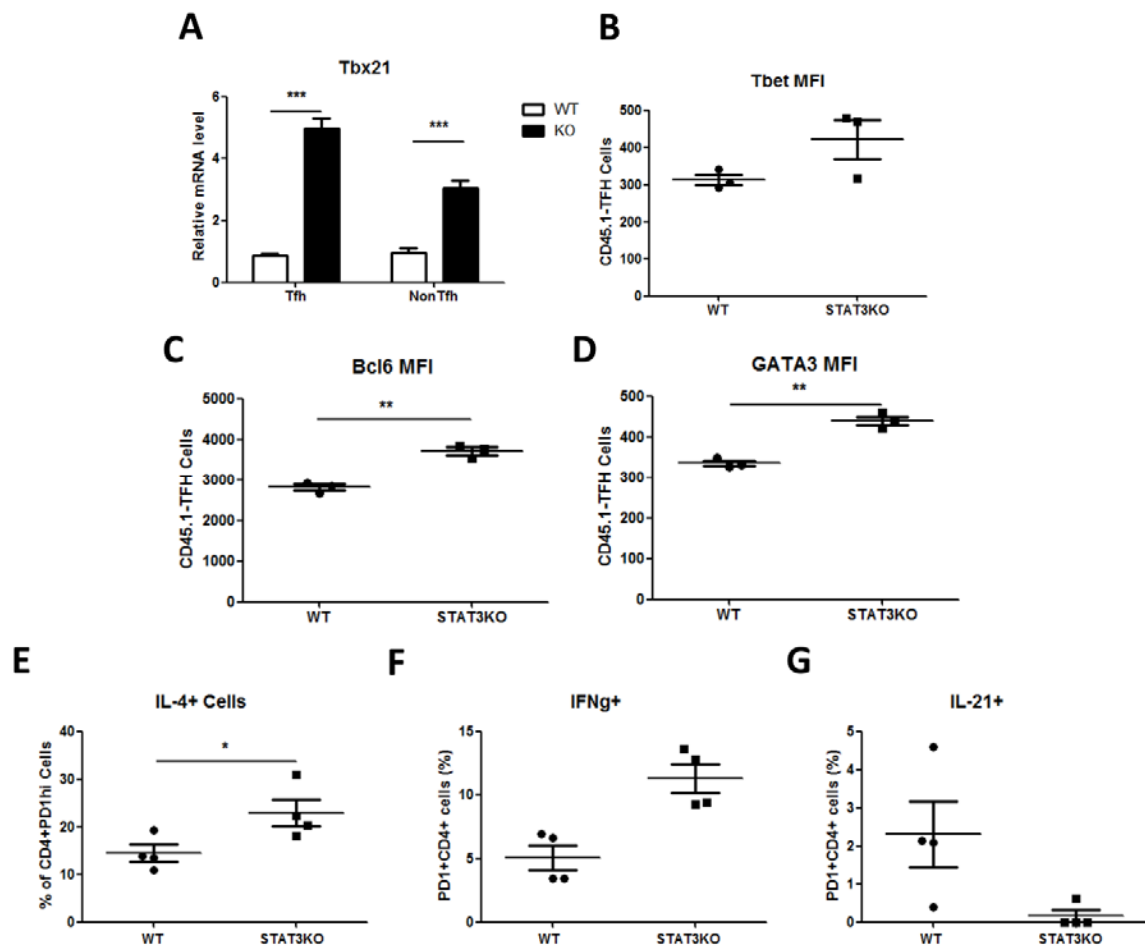 A
Tbx21
Relative mRNA level
6
4
2
0
***
***
Tfh
NonTfh
WT
KO
B
Tbet MFI
CD45.1-TFH Cells
500
400
300
200
100
0
WT
STAT3KO
C
Bcl6 MFI
CD45.1-TFH Cells
5000
4000
3000
2000
1000
0
**
WT
STAT3KO
D
GATA3 MFI
CD45.1-TFH Cells
500
400
300
200
100
0
**
WT
STAT3KO
E
IL-4+ Cells
% of CD4+PD1hi Cells
40
30
20
10
0
*
WT
STAT3KO
F
IFNg+
PD1+CD4+ cells (%)
15
10
5
0
WT
STAT3KO
G
IL-21+
PD1+CD4+ cells (%)
5
4
3
2
1
0
WT
STAT3KO